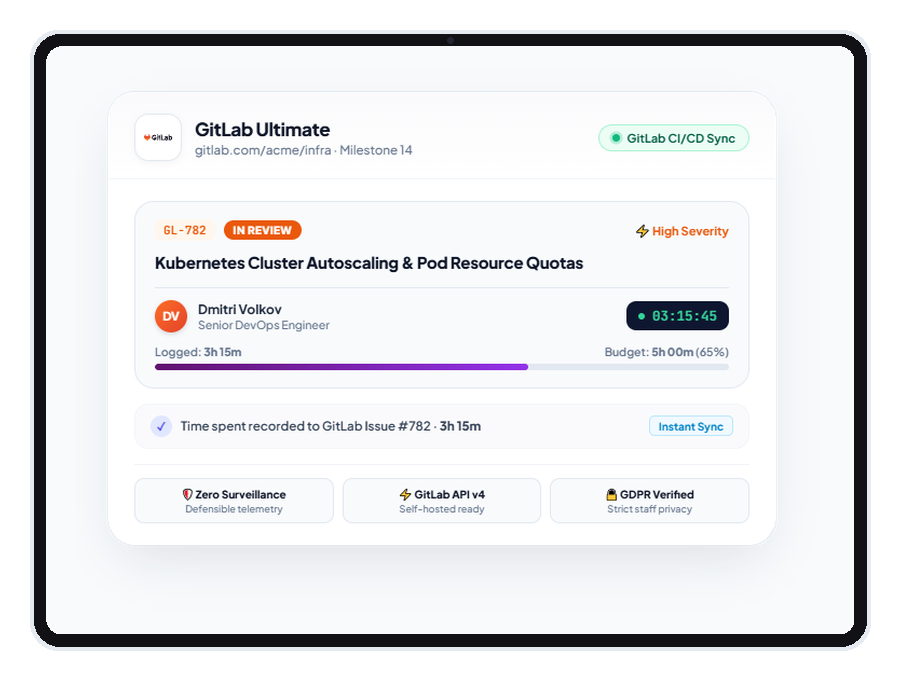 GitLab
GitLab Ultimate
gitlab.com/acme/infra · Milestone 14
GitLab CI/CD Sync
GL-782
IN REVIEW
⚡ High Severity
Kubernetes Cluster Autoscaling & Pod Resource Quotas
DV
Dmitri Volkov
Senior DevOps Engineer
03:15:45
Logged: 3h 15m
Budget: 5h 00m (65%)
✓ Time spent recorded to GitLab Issue #782 · 3h 15m
Instant Sync
Zero Surveillance
Defensible telemetry
⚡ GitLab API v4
Self-hosted ready
GDPR Verified
Strict staff privacy